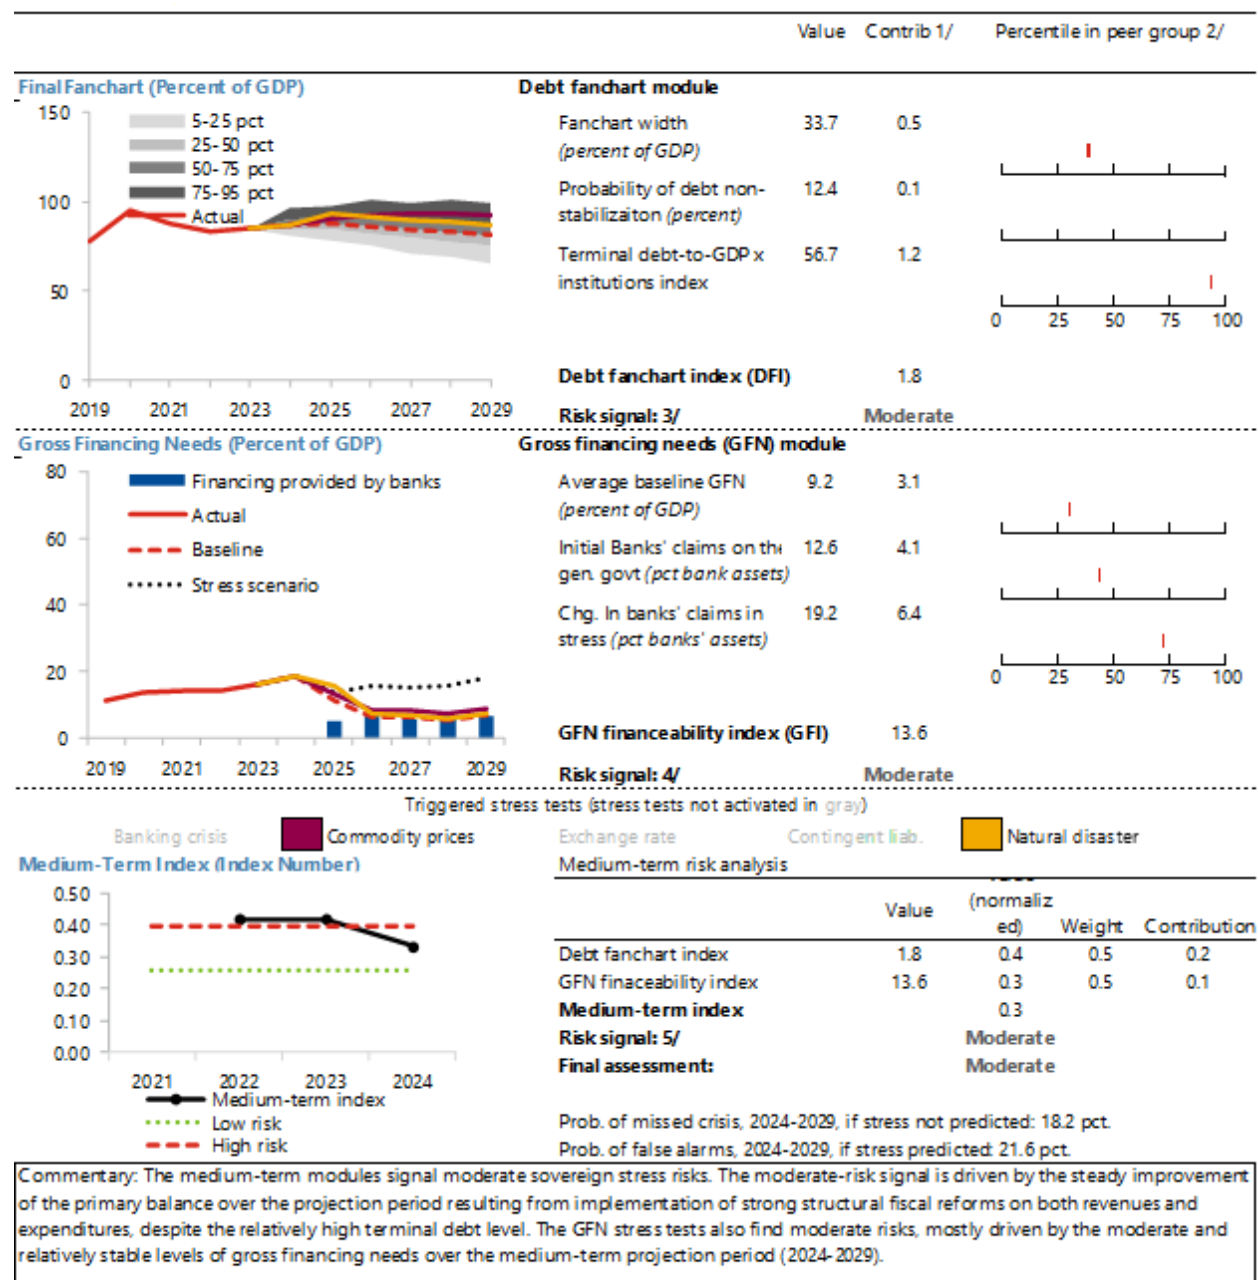 Value Contrib 1/ Percentile in peer group 2/
Final Fanchart (Percent of GDP)
Debt fanchart module
150
100
50
0
5-25 pct
25-50 pct
50-75 pct
75-95 pct
Actual
2019 2021 2023 2025 2027 2029
Fanchart width 33.7 0.5
(percent of GDP)
Probability of debt non- 12.4 0.1
stabilizaiton (percent)
Terminal debt-to-GDP x 56.7 1.2
institutions index
0 25 50 75 100
Debt fanchart index (DFI) 1.8
Risk signal: 3/ Moderate
Gross Financing Needs (Percent of GDP)
Gross financing needs (GFN) module
80
60
40
20
0
Financing provided by banks
Actual
Baseline
Stress scenario
2019 2021 2023 2025 2027 2029
Average baseline GFN 9.2 3.1
(percent of GDP)
Initial Banks' claims on the 12.6 4.1
gen. govt (pct bank assets)
Chg. In banks' claims in 19.2 6.4
stress (pct banks' assets)
0 25 50 75 100
GFN financeability index (GFI) 13.6
Risk signal: 4/ Moderate
Triggered stress tests (stress tests not activated in gray)
Banking crisis Commodity prices Exchange rate Contingent liab. Natural disaster
Medium-Term Index (Index Number)
Medium-term risk analysis
0.50
0.40
0.30
0.20
0.10
0.00
2021 2022 2023 2024
Medium-term index
Low risk
High risk
Value (normaliz
ed) Weight Contribution
Debt fanchart index 1.8 0.4 0.5 0.2
GFN finaceability index 13.6 0.3 0.5 0.1
Medium-term index 0.3
Risk signal: 5/ Moderate
Final assessment: Moderate
Prob. of missed crisis, 2024-2029, if stress not predicted: 18.2 pct.
Prob. of false alarms, 2024-2029, if stress predicted: 21.6 pct.
Commentary: The medium-term modules signal moderate sovereign stress risks. The moderate-risk signal is driven by the steady improvement
of the primary balance over the projection period resulting from implementation of strong structural fiscal reforms on both revenues and
expenditures, despite the relatively high terminal debt level. The GFN stress tests also find moderate risks, mostly driven by the moderate and
relatively stable levels of gross financing needs over the medium-term projection period (2024-2029).